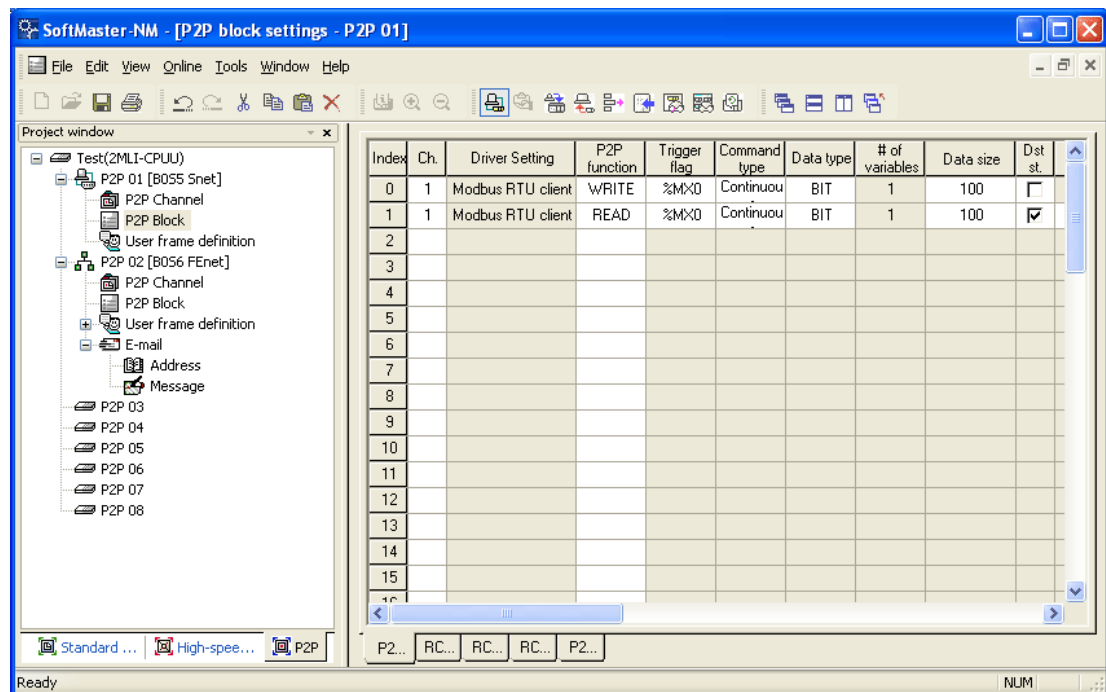 SoftMaster-NM - [P2P block settings - P2P 01]
File Edit View Online Tools Window Help
Project window
Test(2MLI-CPUU)
P2P 01 [B0S5 Snet]
P2P Channel
P2P Block
User frame definition
P2P 02 [B0S6 FEnet]
P2P Channel
P2P Block
User frame definition
E-mail
Address
Message
P2P 03
P2P 04
P2P 05
P2P 06
P2P 07
P2P 08
Standard ... High-spee... P2P
Index Ch. Driver Setting P2P function Trigger flag Command type Data type # of variables Data size Dst st.
0 1 Modbus RTU client WRITE %MX0 Continuou BIT 1 100
1 1 Modbus RTU client READ %MX0 Continuou BIT 1 100
2
3
4
5
6
7
8
9
10
11
12
13
14
15
P2... RC... RC... RC... P2...
Ready NUM